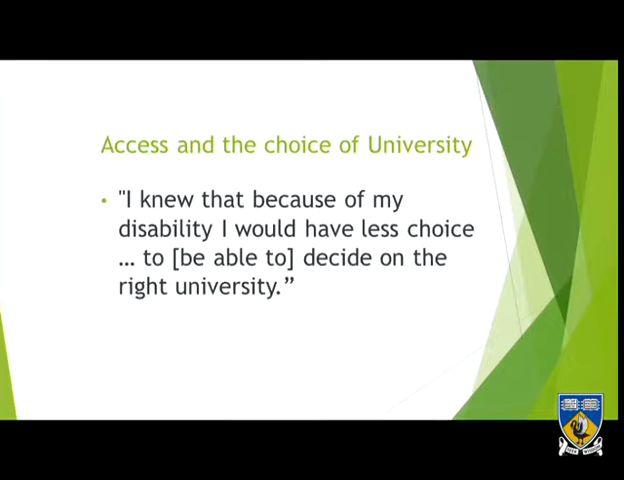 Access and the choice of University
• "I knew that because of my
disability I would have less choice
… to [be able to] decide on the
right university.”